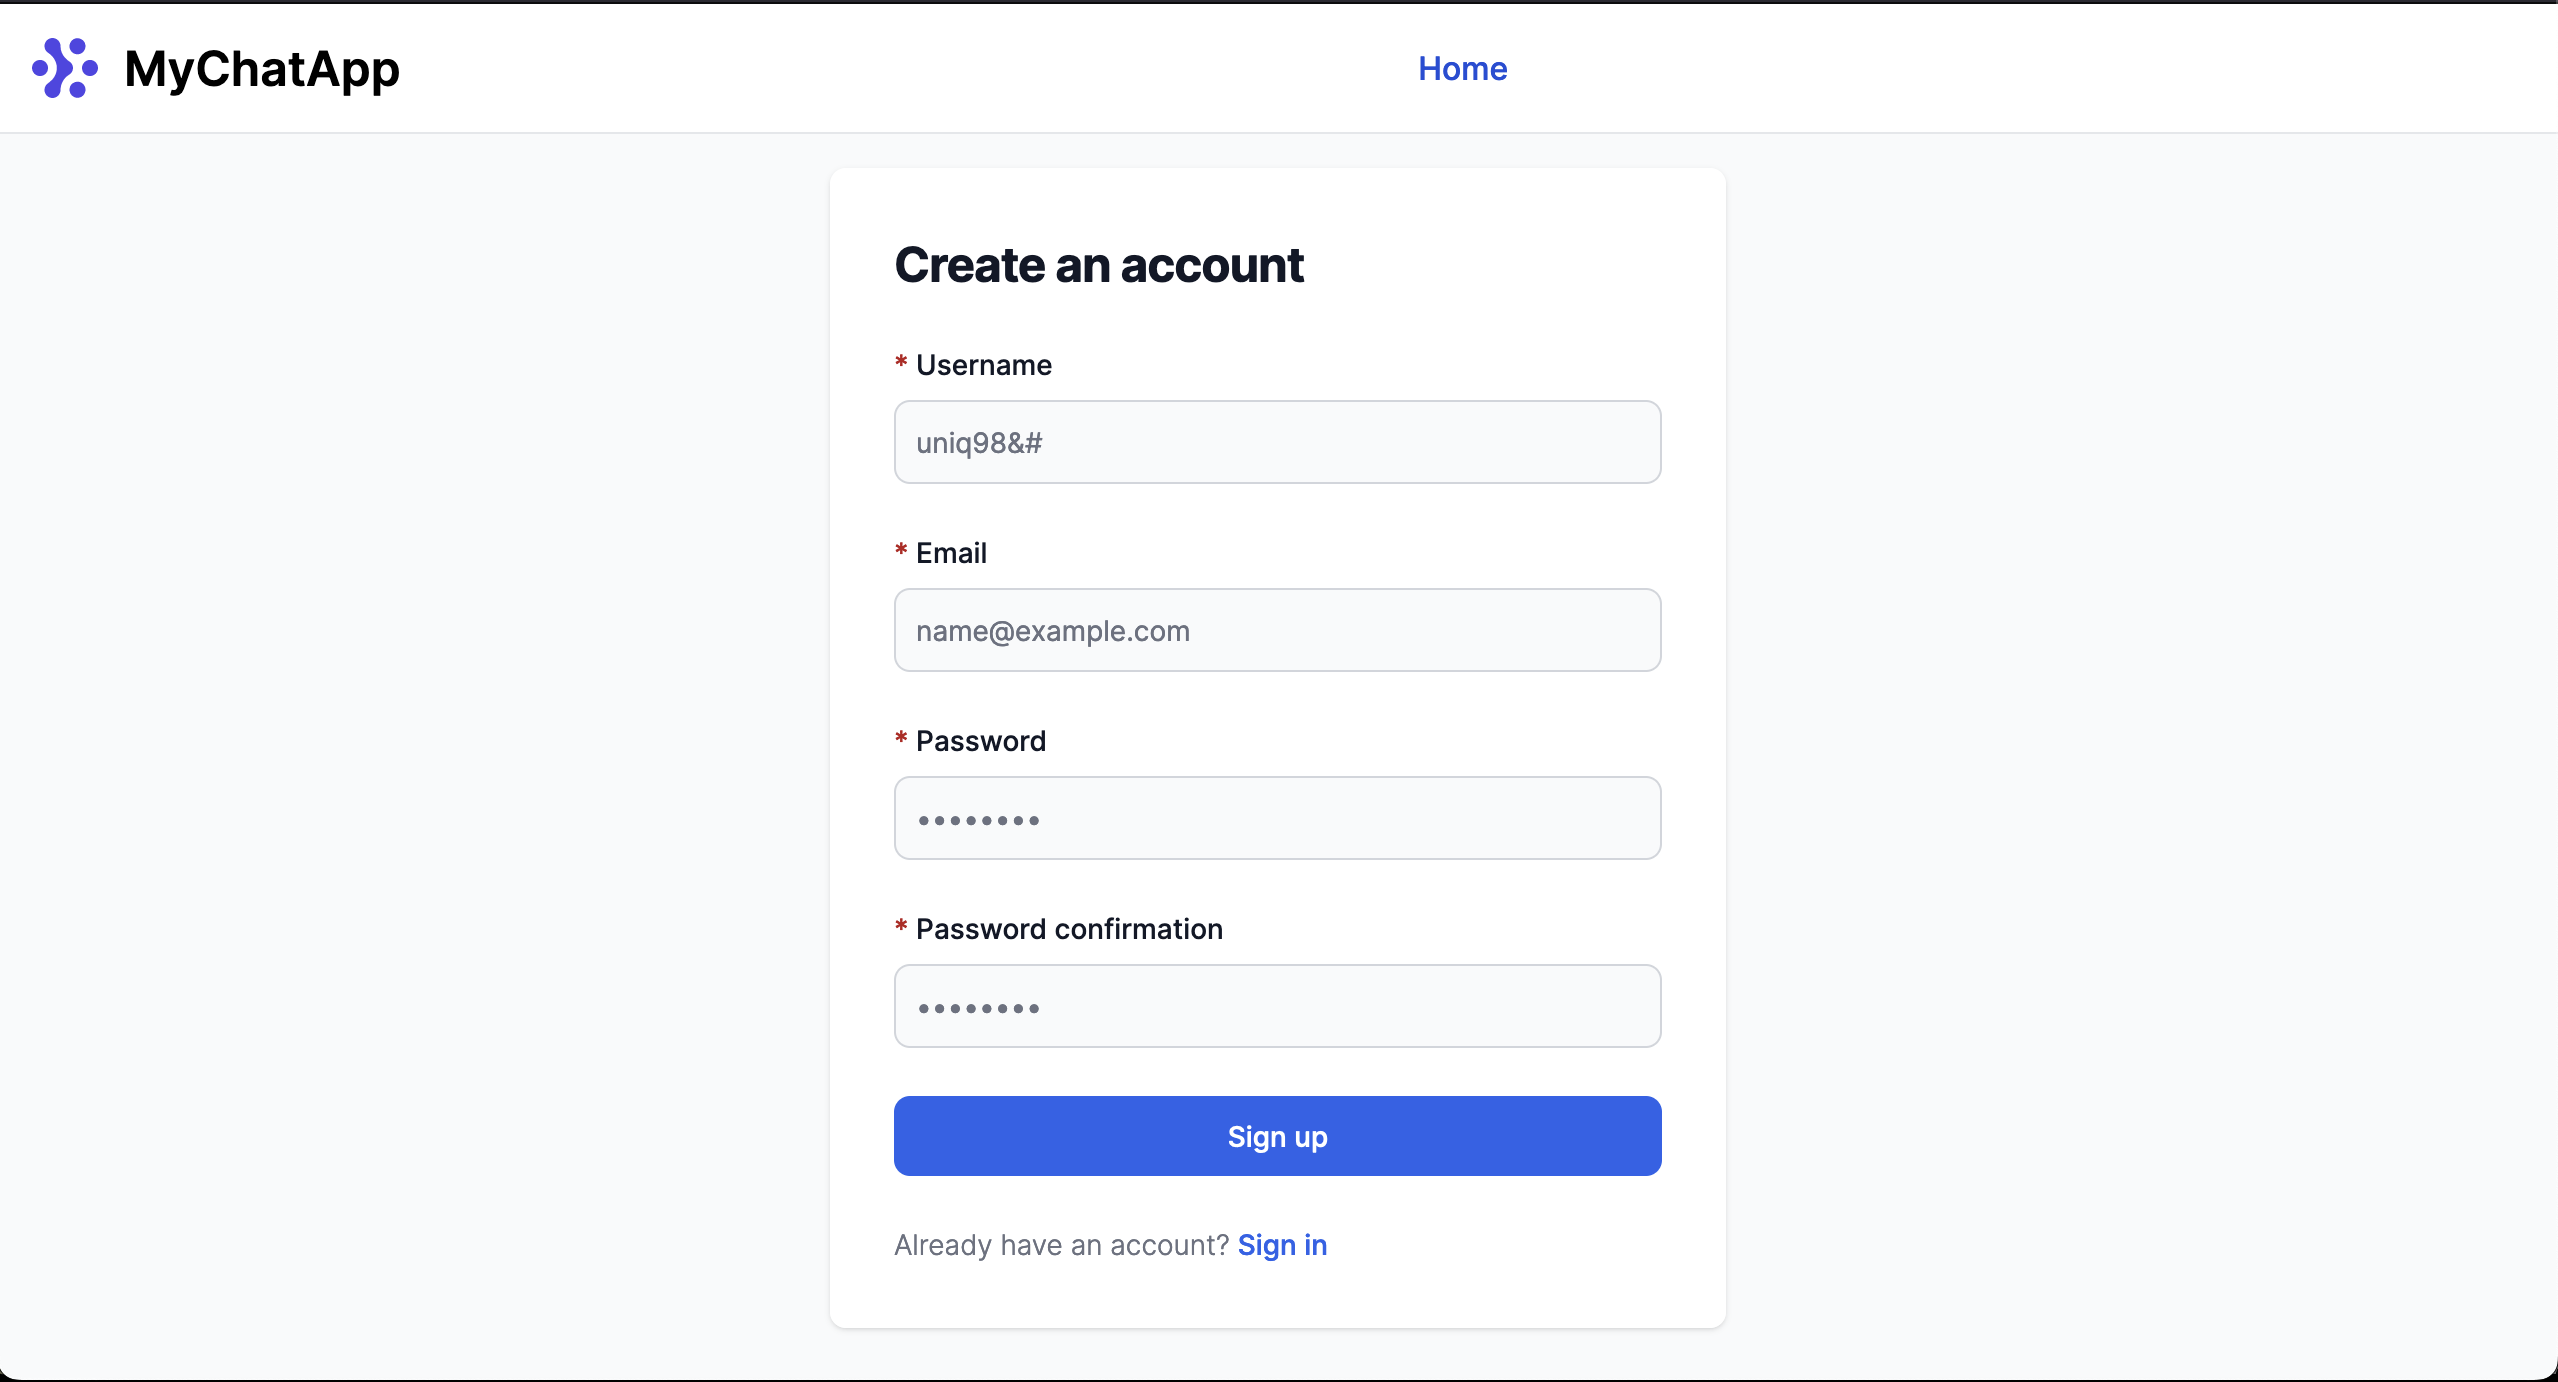 MyChatApp
Home
Create an account
* Username
uniq98&#
* Email
name@example.com
* Password
••••••••
* Password confirmation
••••••••
Sign up
Already have an account? Sign in